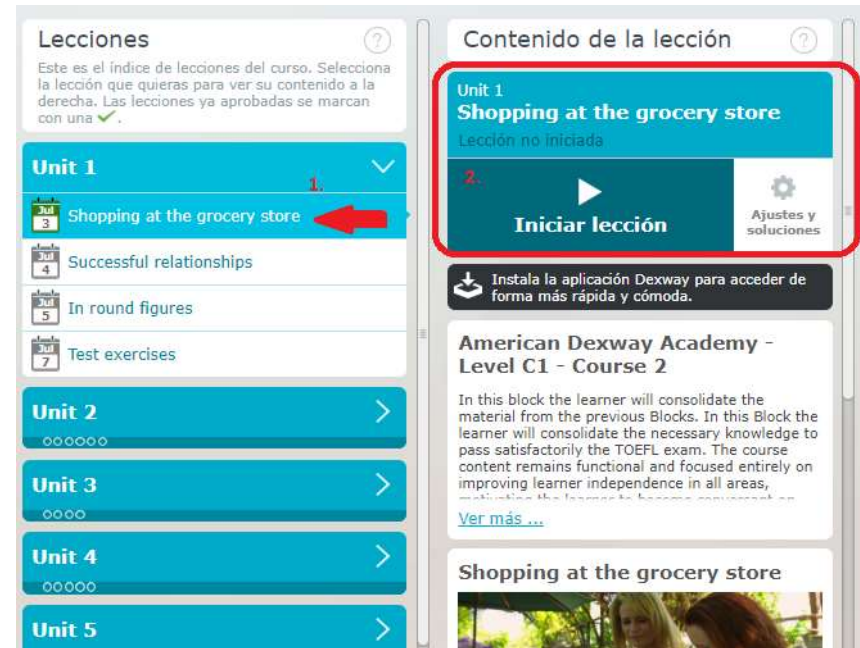 Lecciones
?
Este es el índice de lecciones del curso. Selecciona
la lección que quieras para ver su contenido a la
derecha. Las lecciones ya aprobadas se marcan
con una ✔.
Unit 1
1.
Jul
3
Shopping at the grocery store
Jul
4
Successful relationships
Jul
5
In round figures
Jul
7
Test exercises
Unit 2
Unit 3
Unit 4
Unit 5
Contenido de la lección
?
Unit 1
Shopping at the grocery store
Lección no iniciada
2.
Iniciar lección
Ajustes y
soluciones
Instala la aplicación Dexway para acceder de
forma más rápida y cómoda.
American Dexway Academy -
Level C1 - Course 2
In this block the learner will consolidate the
material from the previous Blocks. In this Block the
learner will consolidate the necessary knowledge to
pass satisfactorily the TOEFL exam. The course
content remains functional and focused entirely on
improving learner independence in all areas,
Ver más ...
Shopping at the grocery store